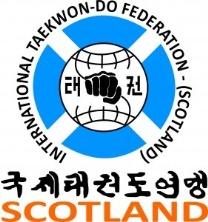 INTERNATIONAL TAEKWON-DO FEDERATION - (SCOTLAND)
태권
국제태권도연맹
SCOTLAND